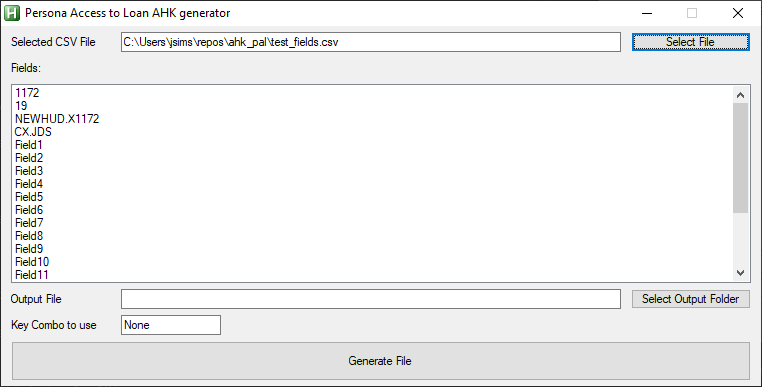 Persona Access to Loan AHK generator
Selected CSV File C:\Users\jsims\repos\ahk_pal\test_fields.csv Select File
Fields:
1172
19
NEWHUD.X1172
CX.JDS
Field1
Field2
Field3
Field4
Field5
Field6
Field7
Field8
Field9
Field10
Field11
Output File Select Output Folder
Key Combo to use None
Generate File